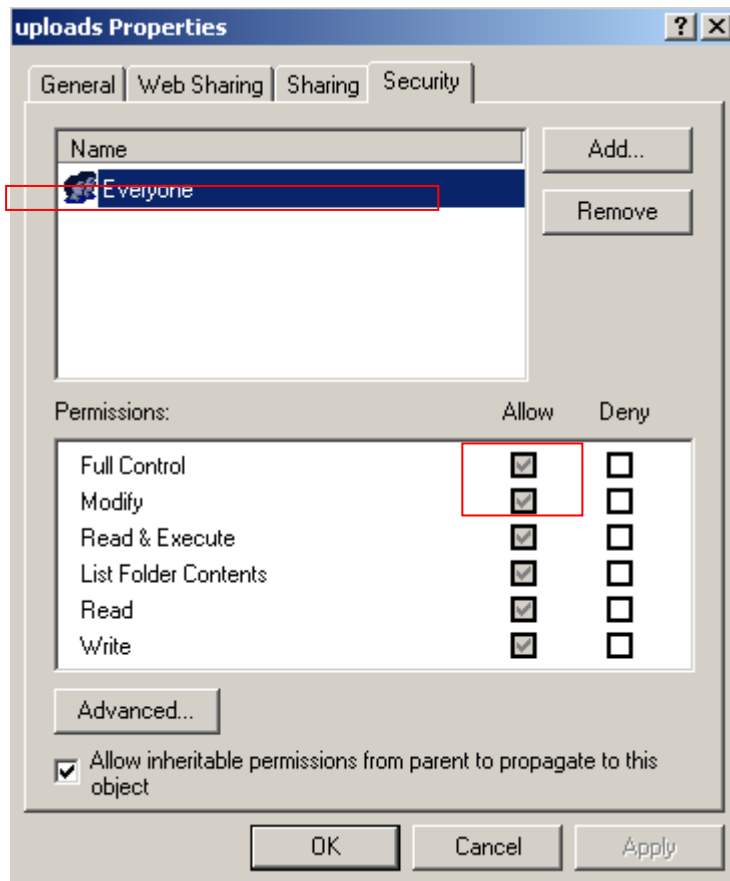 uploads Properties
General Web Sharing Sharing Security
Name
Add...
Everyone
Remove
Permissions: Allow Deny
Full Control
Modify
Read & Execute
List Folder Contents
Read
Write
Advanced...
Allow inheritable permissions from parent to propagate to this
object
OK Cancel Apply